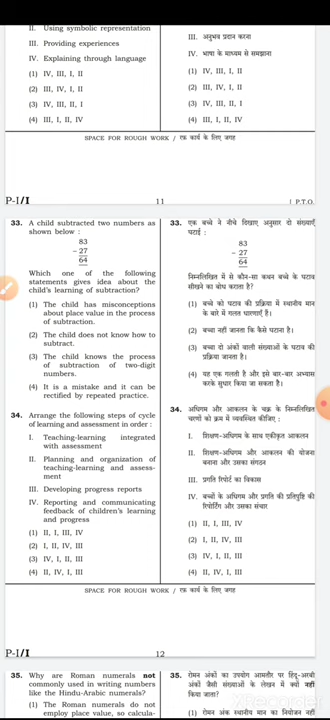 II. Using symbolic representation
III. Providing experiences
IV. Explaining through language
(1) IV, III, I, II
(2) III, IV, I, II
(3) IV, III, II, I
(4) III, I, II, IV
III. अनुभव प्रदान करना
IV. भाषा के माध्यम से समझाना
(1) IV, III, I, II
(2) III, IV, I, II
(3) IV, III, II, I
(4) III, I, II, IV
SPACE FOR ROUGH WORK / रफ़ कार्य के लिए जगह
P-I/I
11
[ P.T.O.
33. A child subtracted two numbers as
shown below :
83
− 27
64
Which one of the following
statements gives idea about the
child's learning of subtraction?
(1) The child has misconceptions
about place value in the process
of subtraction.
(2) The child does not know how to
subtract.
(3) The child knows the process
of subtraction of two-digit
numbers.
(4) It is a mistake and it can be
rectified by repeated practice.
34. Arrange the following steps of cycle
of learning and assessment in order :
I. Teaching-learning integrated
with assessment
II. Planning and organization of
teaching-learning and assess-
ment
III. Developing progress reports
IV. Reporting and communicating
feedback of children's learning
and progress
(1) II, I, III, IV
(2) I, II, IV, III
(3) IV, I, II, III
(4) II, IV, I, III
33. एक बच्चे ने नीचे दिखाए अनुसार दो संख्याएँ
घटाईं :
83
− 27
64
निम्नलिखित में से कौन-सा कथन बच्चे के घटाव
सीखने का बोध कराता है?
(1) बच्चे को घटाव की प्रक्रिया में स्थानीय मान
के बारे में गलत धारणाएँ हैं।
(2) बच्चा नहीं जानता कि कैसे घटाना है।
(3) बच्चा दो अंकों वाली संख्याओं के घटाव की
प्रक्रिया जानता है।
(4) यह एक गलती है और इसे बार-बार अभ्यास
करके सुधार किया जा सकता है।
34. अधिगम और आकलन के चक्र के निम्नलिखित
चरणों को क्रम में व्यवस्थित कीजिए :
I. शिक्षण-अधिगम के साथ एकीकृत आकलन
II. शिक्षण-अधिगम और आकलन की योजना
बनाना और उसका संगठन
III. प्रगति रिपोर्ट का विकास
IV. बच्चों के अधिगम और प्रगति की प्रतिपुष्टि की
रिपोर्टिंग और उसका संचार
(1) II, I, III, IV
(2) I, II, IV, III
(3) IV, I, II, III
(4) II, IV, I, III
SPACE FOR ROUGH WORK / रफ़ कार्य के लिए जगह
P-I/I
12
35. Why are Roman numerals not
commonly used in writing numbers
like the Hindu-Arabic numerals?
(1) The Roman numerals do not
employ place value, so calcula-
35. रोमन अंकों का उपयोग आमतौर पर हिंदू-अरबी
अंकों जैसी संख्याओं के लेखन में क्यों नहीं
किया जाता?
(1) रोमन अंक स्थानीय मान का नियोजन नहीं